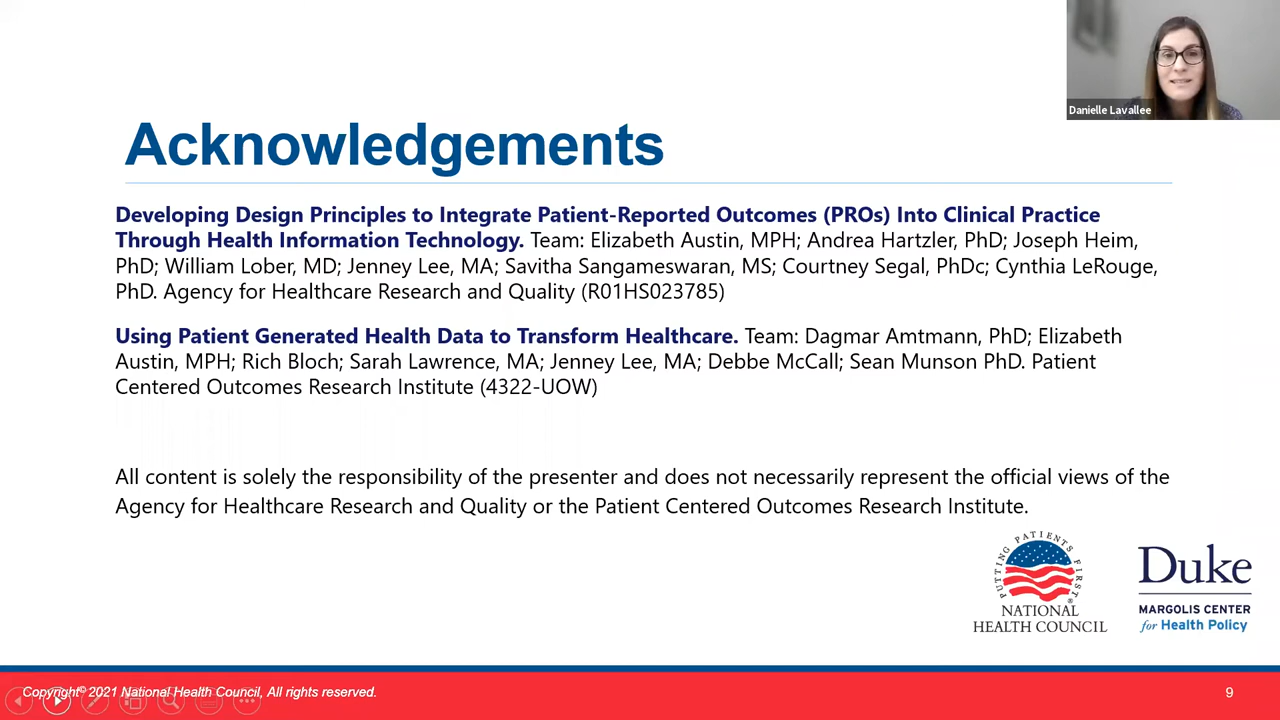 Danielle Lavallee
Acknowledgements
Developing Design Principles to Integrate Patient-Reported Outcomes (PROs) Into Clinical Practice
Through Health Information Technology. Team: Elizabeth Austin, MPH; Andrea Hartzler, PhD; Joseph Heim,
PhD; William Lober, MD; Jenney Lee, MA; Savitha Sangameswaran, MS; Courtney Segal, PhDc; Cynthia LeRouge,
PhD. Agency for Healthcare Research and Quality (R01HS023785)
Using Patient Generated Health Data to Transform Healthcare. Team: Dagmar Amtmann, PhD; Elizabeth
Austin, MPH; Rich Bloch; Sarah Lawrence, MA; Jenney Lee, MA; Debbe McCall; Sean Munson PhD. Patient
Centered Outcomes Research Institute (4322-UOW)
All content is solely the responsibility of the presenter and does not necessarily represent the official views of the
Agency for Healthcare Research and Quality or the Patient Centered Outcomes Research Institute.
PUTTING PATIENTS FIRST®
NATIONAL
HEALTH COUNCIL
Duke
MARGOLIS CENTER
for Health Policy
Copyright© 2021 National Health Council, All rights reserved.
9